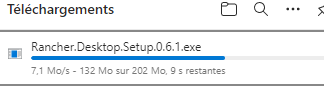 Téléchargements
Rancher.Desktop.Setup.0.6.1.exe
7,1 Mo/s - 132 Mo sur 202 Mo, 9 s restantes